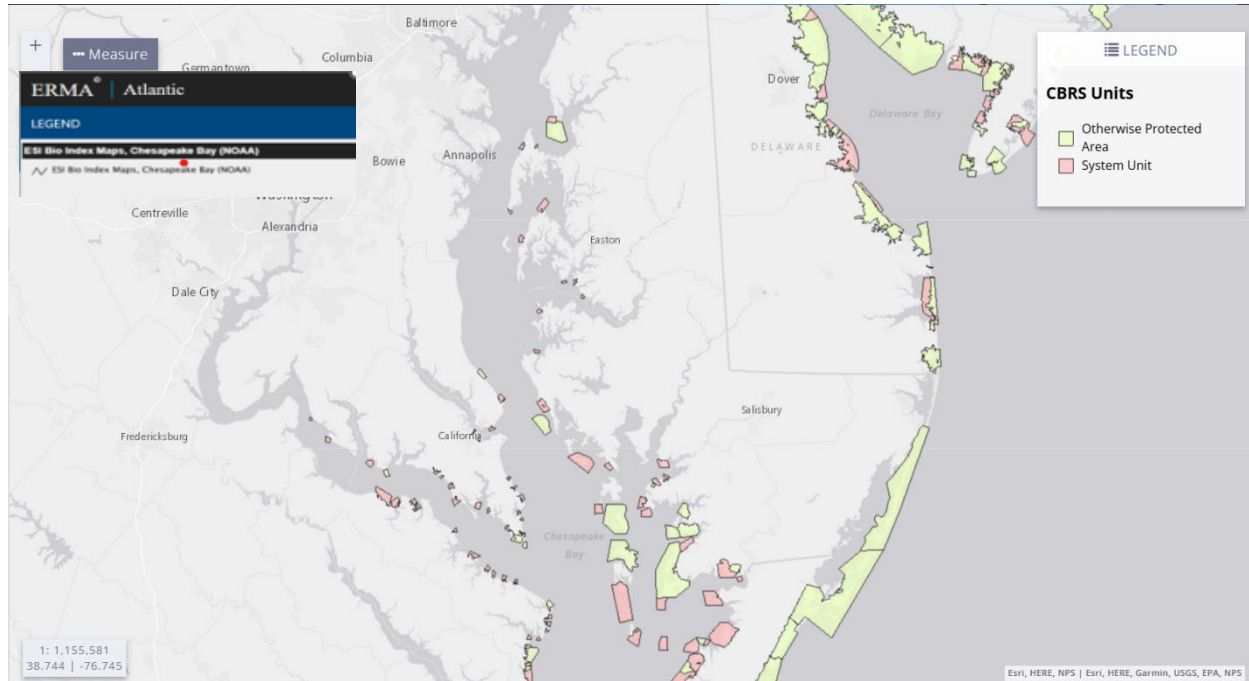 Baltimore
+
••• Measure
Columbia
Germantown
LEGEND
CBRS Units
Otherwise Protected
Area
System Unit
ERMA® | Atlantic
LEGEND
ESI Bio Index Maps, Chesapeake Bay (NOAA)
ESI Bio Index Maps, Chesapeake Bay (NOAA)
Dover
Delaware Bay
DELAWARE
Bowie
Annapolis
Washington
Centreville
Alexandria
Easton
Dale City
Salisbury
Fredericksburg
California
Chesapeake
Bay
1: 1,155,581
38.744 | -76.745
Esri, HERE, NPS | Esri, HERE, Garmin, USGS, EPA, NPS